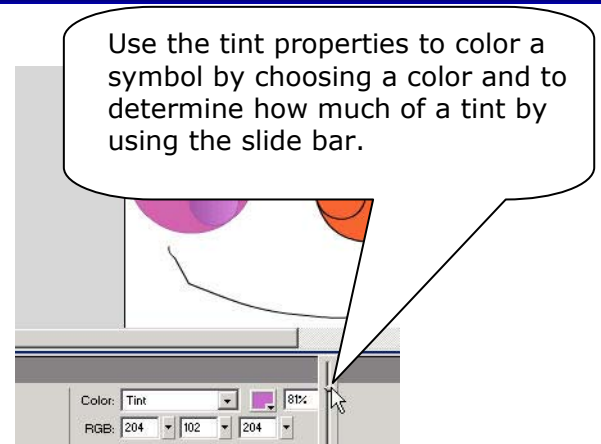 Use the tint properties to color a
symbol by choosing a color and to
determine how much of a tint by
using the slide bar.
Color: Tint 81%
RGB: 204 102 204